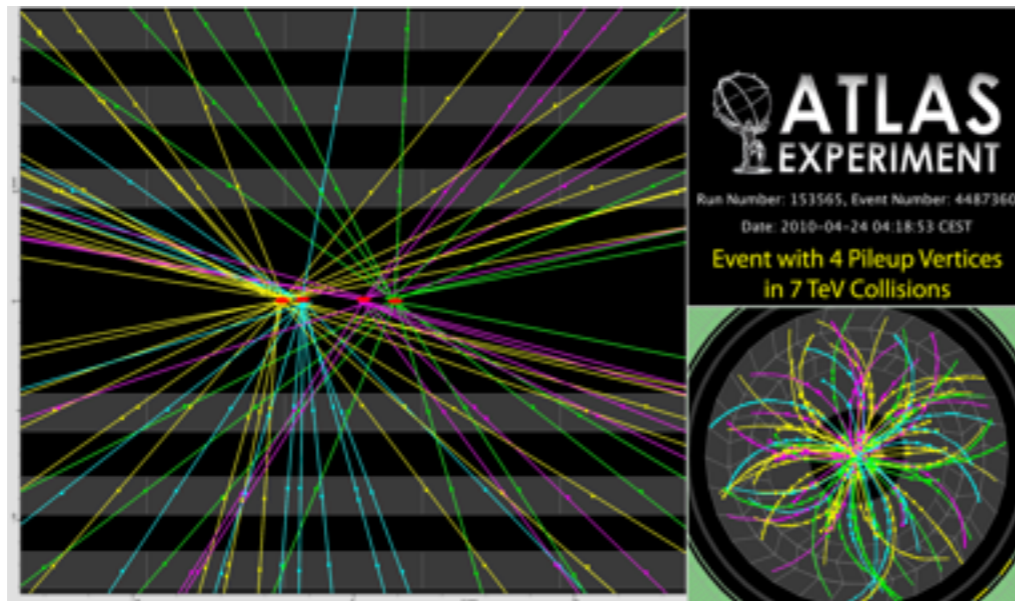 ATLAS
EXPERIMENT
Run Number: 153565, Event Number: 4487360
Date: 2010-04-24 04:18:53 CEST
Event with 4 Pileup Vertices
in 7 TeV Collisions